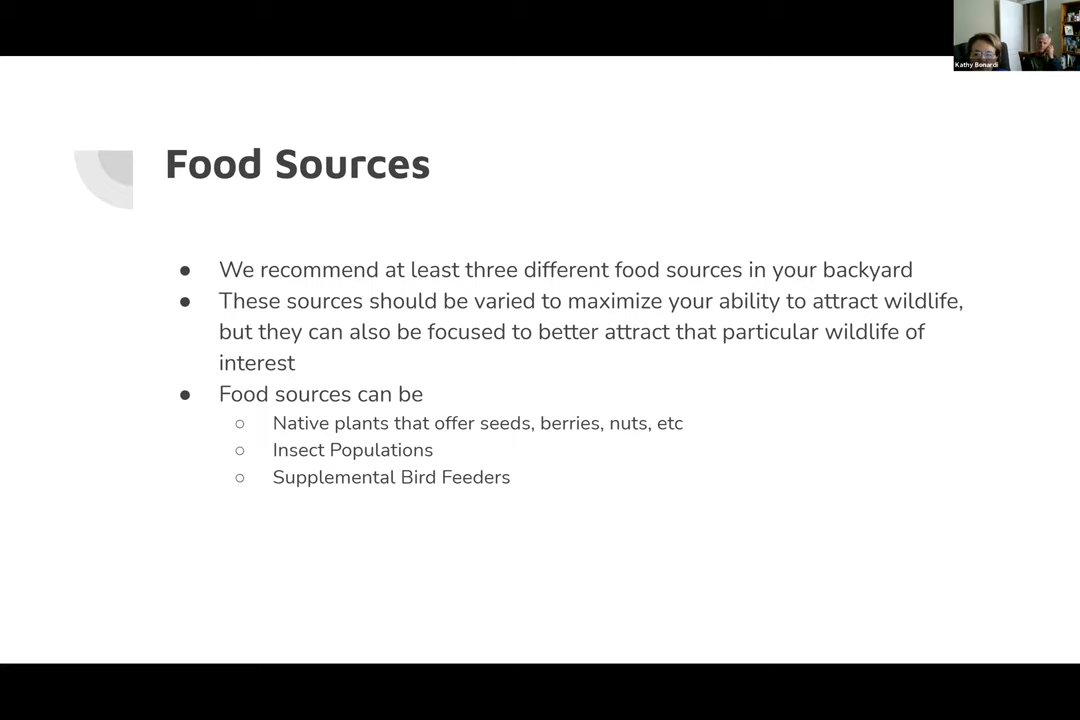 Kathy Bonardi
Food Sources
● We recommend at least three different food sources in your backyard
● These sources should be varied to maximize your ability to attract wildlife,
but they can also be focused to better attract that particular wildlife of
interest
● Food sources can be
○ Native plants that offer seeds, berries, nuts, etc
○ Insect Populations
○ Supplemental Bird Feeders